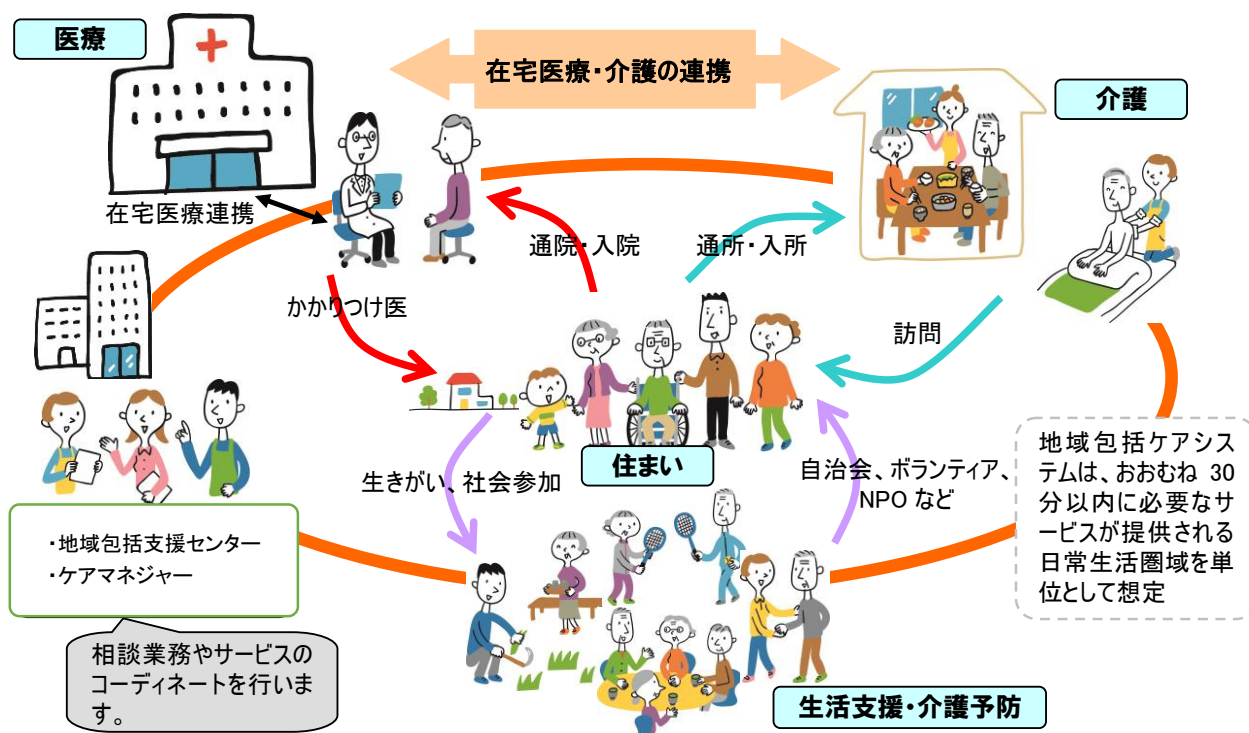 医療
在宅医療・介護の連携
介護
在宅医療連携
通院・入院
通所・入所
かかりつけ医
訪問
住まい
生きがい、社会参加
自治会、ボランティア、
NPO など
地域包括ケアシス
テムは、おおむね 30
分以内に必要なサ
ービスが提供される
日常生活圏域を単
位として想定
・地域包括支援センター
・ケアマネジャー
相談業務やサービスの
コーディネートを行いま
す。
生活支援・介護予防